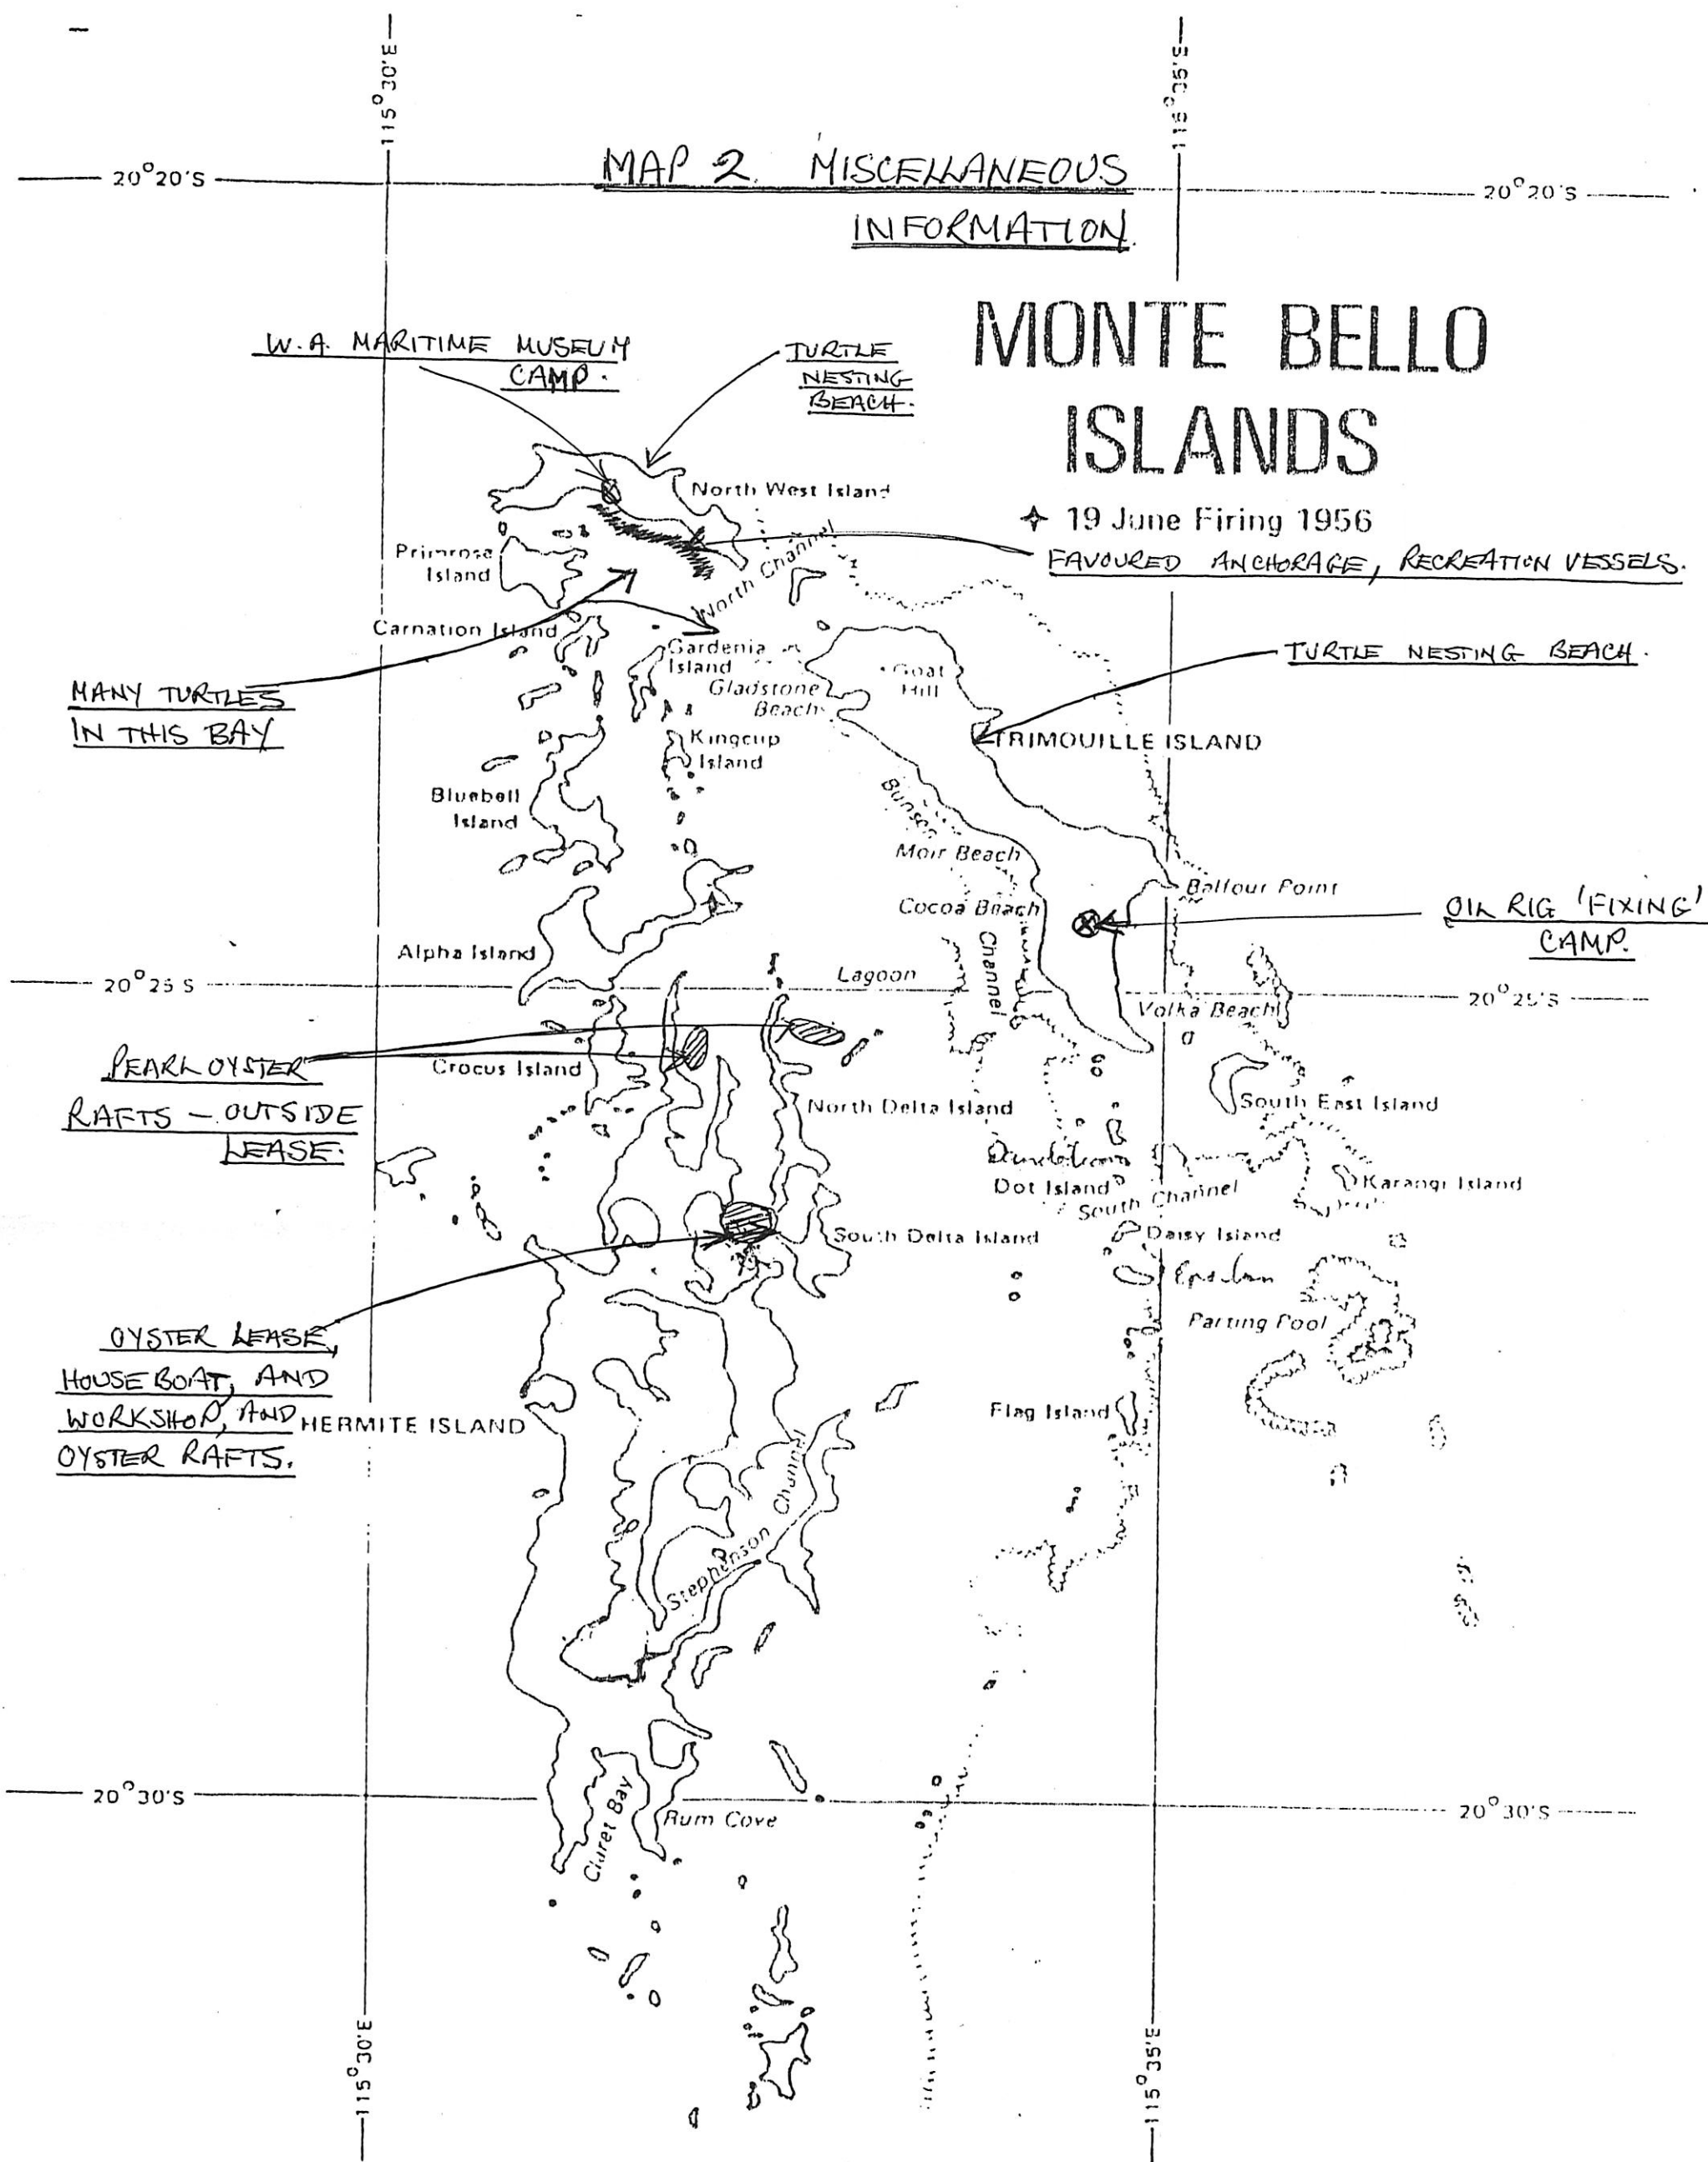 115°30'E
115°35'S
20°20'S
MAP 2. MISCELLANEOUS
INFORMATION.
20°20'S
MONTE BELLO
ISLANDS
19 June Firing 1956
W.A. MARITIME MUSEUM
CAMP.
TURTLE
NESTING
BEACH.
North West Island
FAVOURED ANCHORAGE, RECREATION VESSELS.
Primrose
Island
North Channel
Carnation Island
Gardenia
Island
Goat
Hill
TURTLE NESTING BEACH.
Gladstone
Beach
MANY TURTLES
IN THIS BAY
Kingcup
Island
TRIMOUILLE ISLAND
Bluebell
Island
Moir Beach
Balfour Point
Cocoa Beach
Channel
OIL RIG 'FIXING'
CAMP.
Alpha Island
20°25 S
Lagoon
20°25'S
Volka Beach
PEARL OYSTER
RAFTS - OUTSIDE
LEASE.
Crocus Island
North Delta Island
South East Island
Dot Island
South Channel
Karangi Island
South Delta Island
Daisy Island
Epsilon
Parting Pool
OYSTER LEASE,
HOUSEBOAT, AND
WORKSHOP, AND
OYSTER RAFTS.
HERMITE ISLAND
Flag Island
Stephenson Channel
20°30'S
Claret Bay
Rum Cove
20°30'S
115°30'E
115°35'E